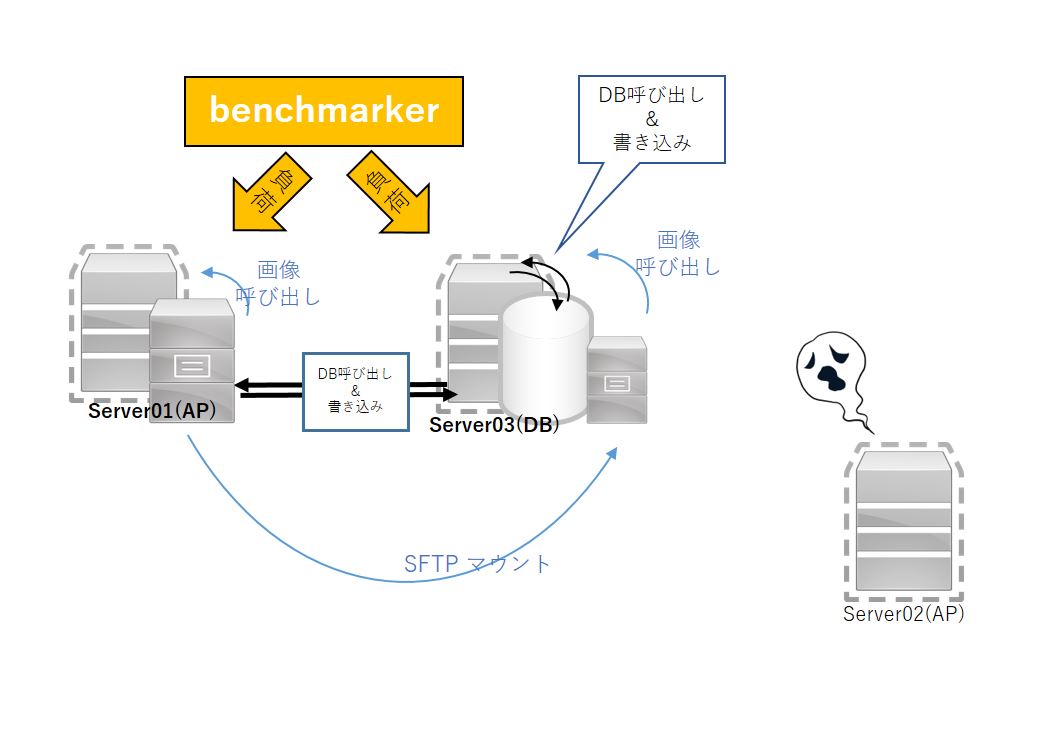 benchmarker
負荷
負荷
DB呼び出し
&
書き込み
画像
呼び出し
画像
呼び出し
DB呼び出し
&
書き込み
Server01(AP)
Server03(DB)
SFTP マウント
Server02(AP)